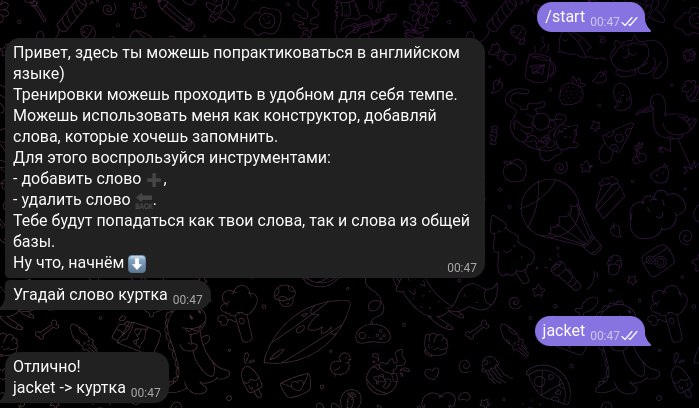 /start 00:47
Привет, здесь ты можешь попрактиковаться в английском
языке)
Тренировки можешь проходить в удобном для себя темпе.
Можешь использовать меня как конструктор, добавляй
слова, которые хочешь запомнить.
Для этого воспрользуйся инструментами:
- добавить слово ➕,
- удалить слово 🔙.
Тебе будут попадаться как твои слова, так и слова из общей
базы.
Ну что, начнём ⬇️
00:47
Угадай слово куртка 00:47
jacket 00:47
Отлично!
jacket -> куртка 00:47